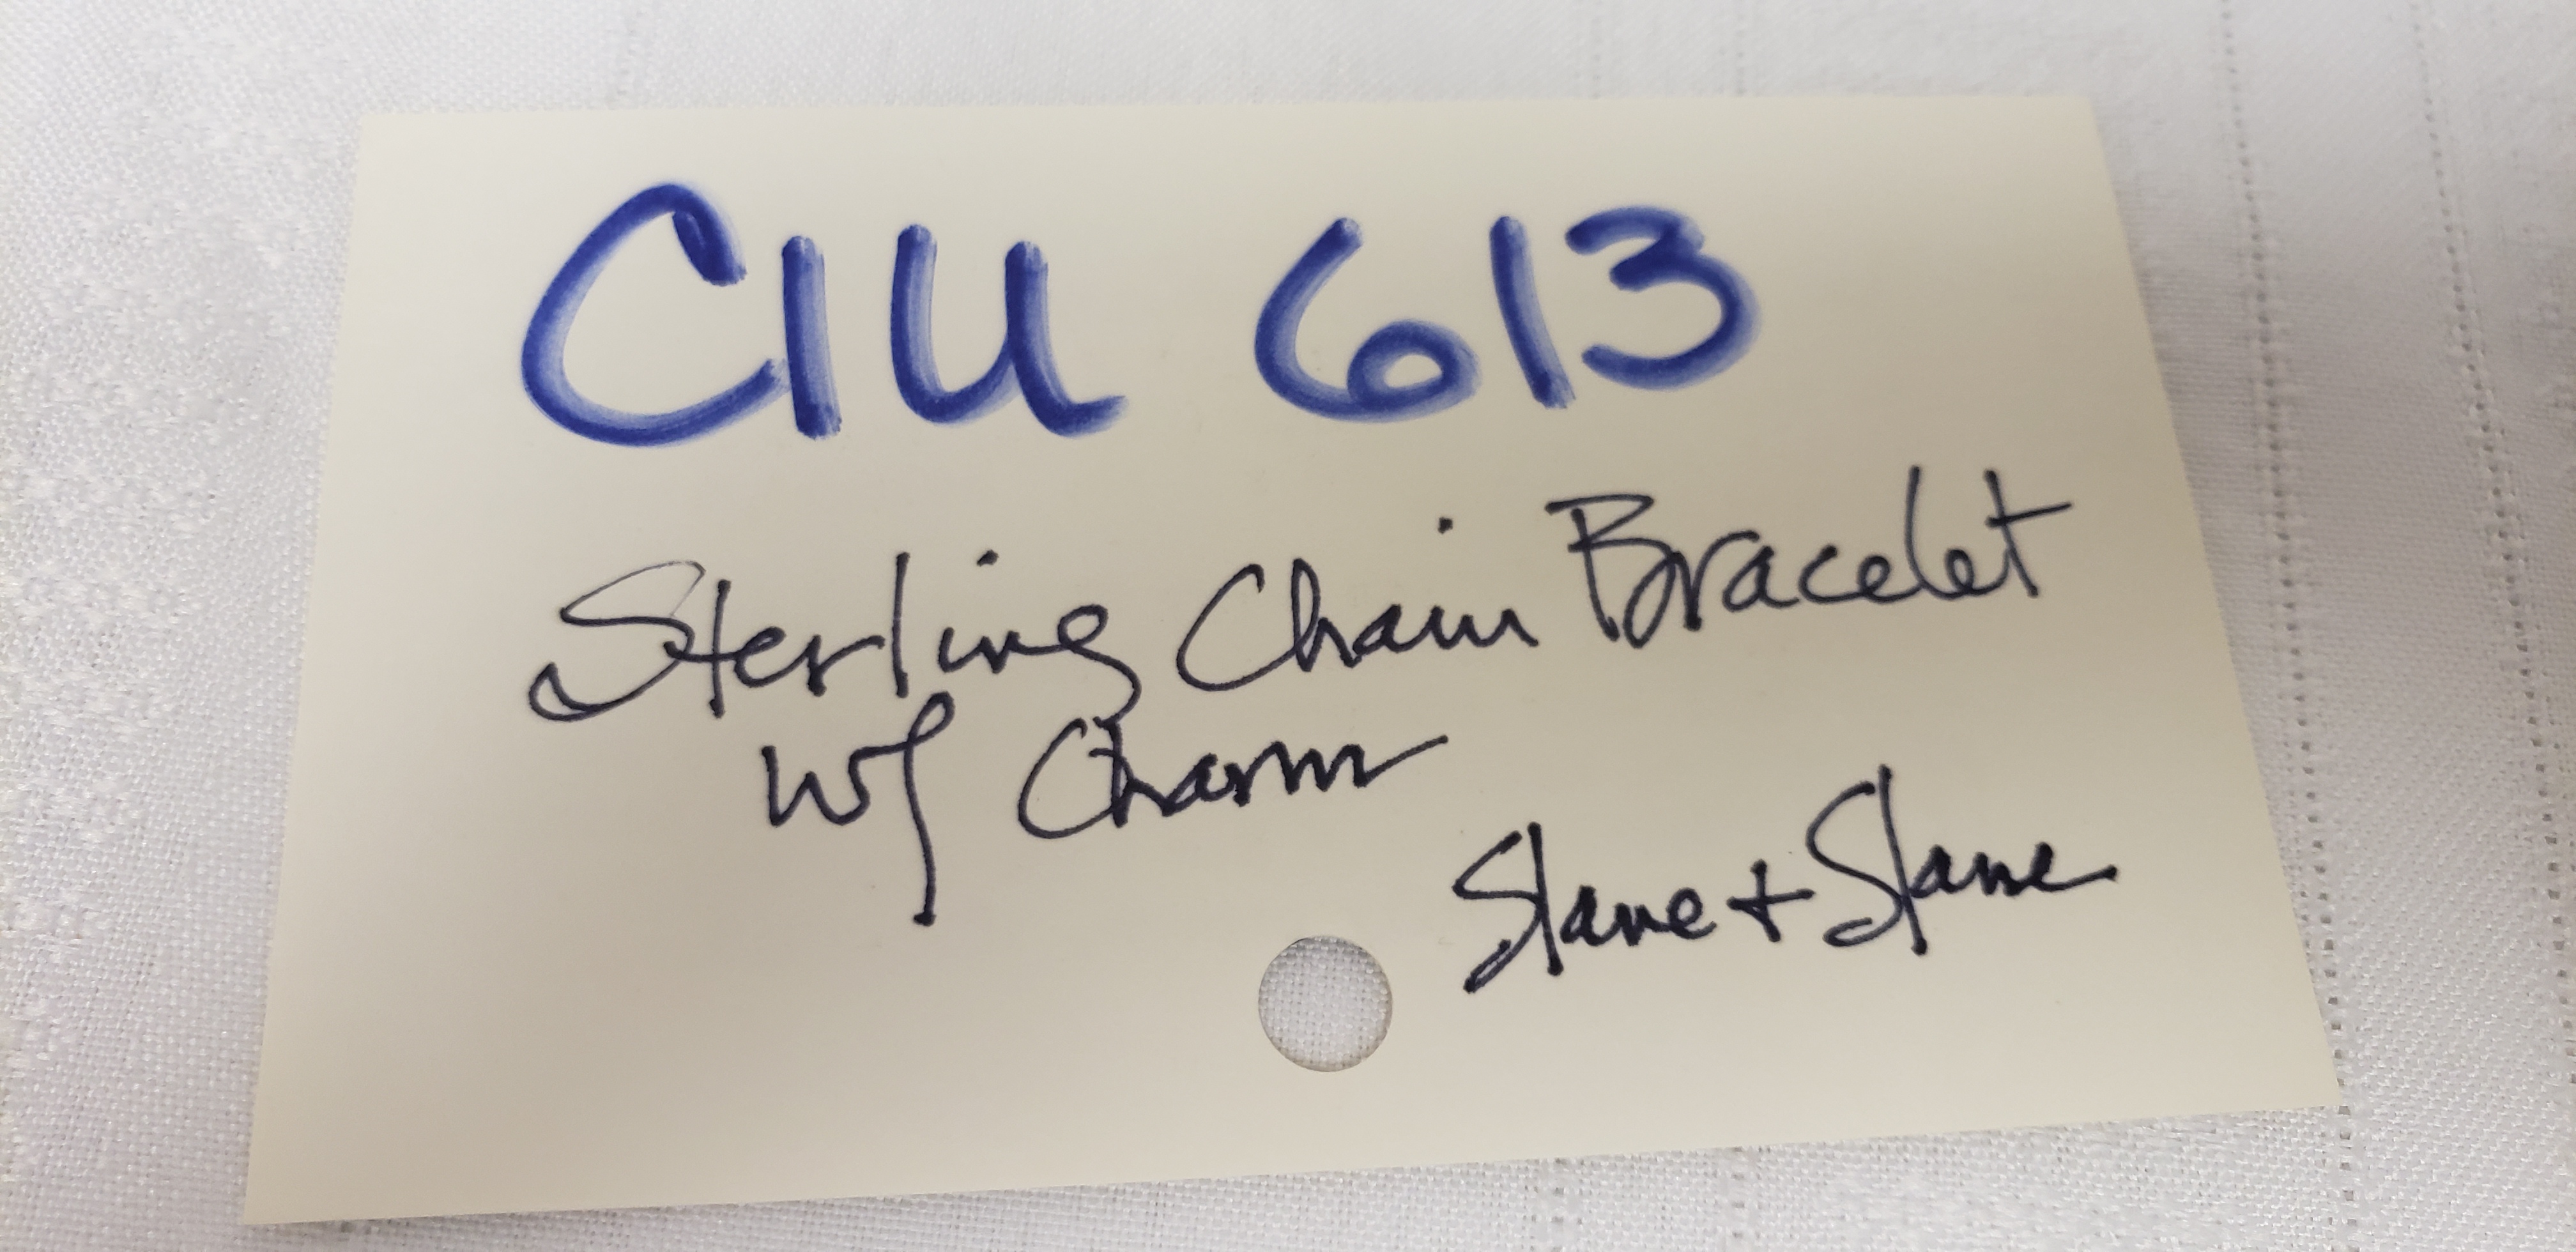 CIU 613
Sterling Chain Bracelet
w/ Charm
Slane + Slane